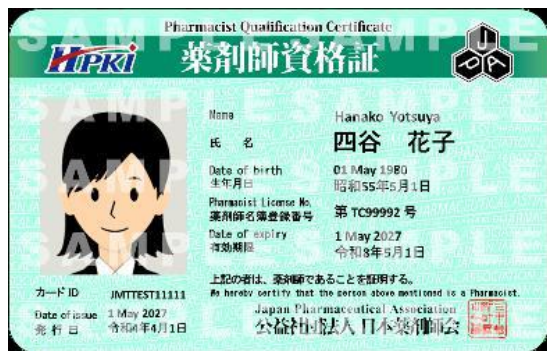 Pharmacist Qualification Certificate
HPKI 薬剤師資格証 JPA
SAMPLE SAMPLE
Name Hanako Yotsuya
氏 名 四谷 花子
Date of birth 01 May 1980
生年月日 昭和55年5月1日
Pharmacist License No.
薬剤師名簿登録番号 第 TC99992 号
Date of expiry 1 May 2027
有効期限 令和8年5月1日
上記の者は、薬剤師であることを証明する。
We hereby certify that the person above mentioned is a Pharmacist.
カード ID JMTTEST11111
Date of issue 1 May 2027
発 行 日 令和4年4月1日
Japan Pharmaceutical Association
公益社団法人 日本薬剤師会